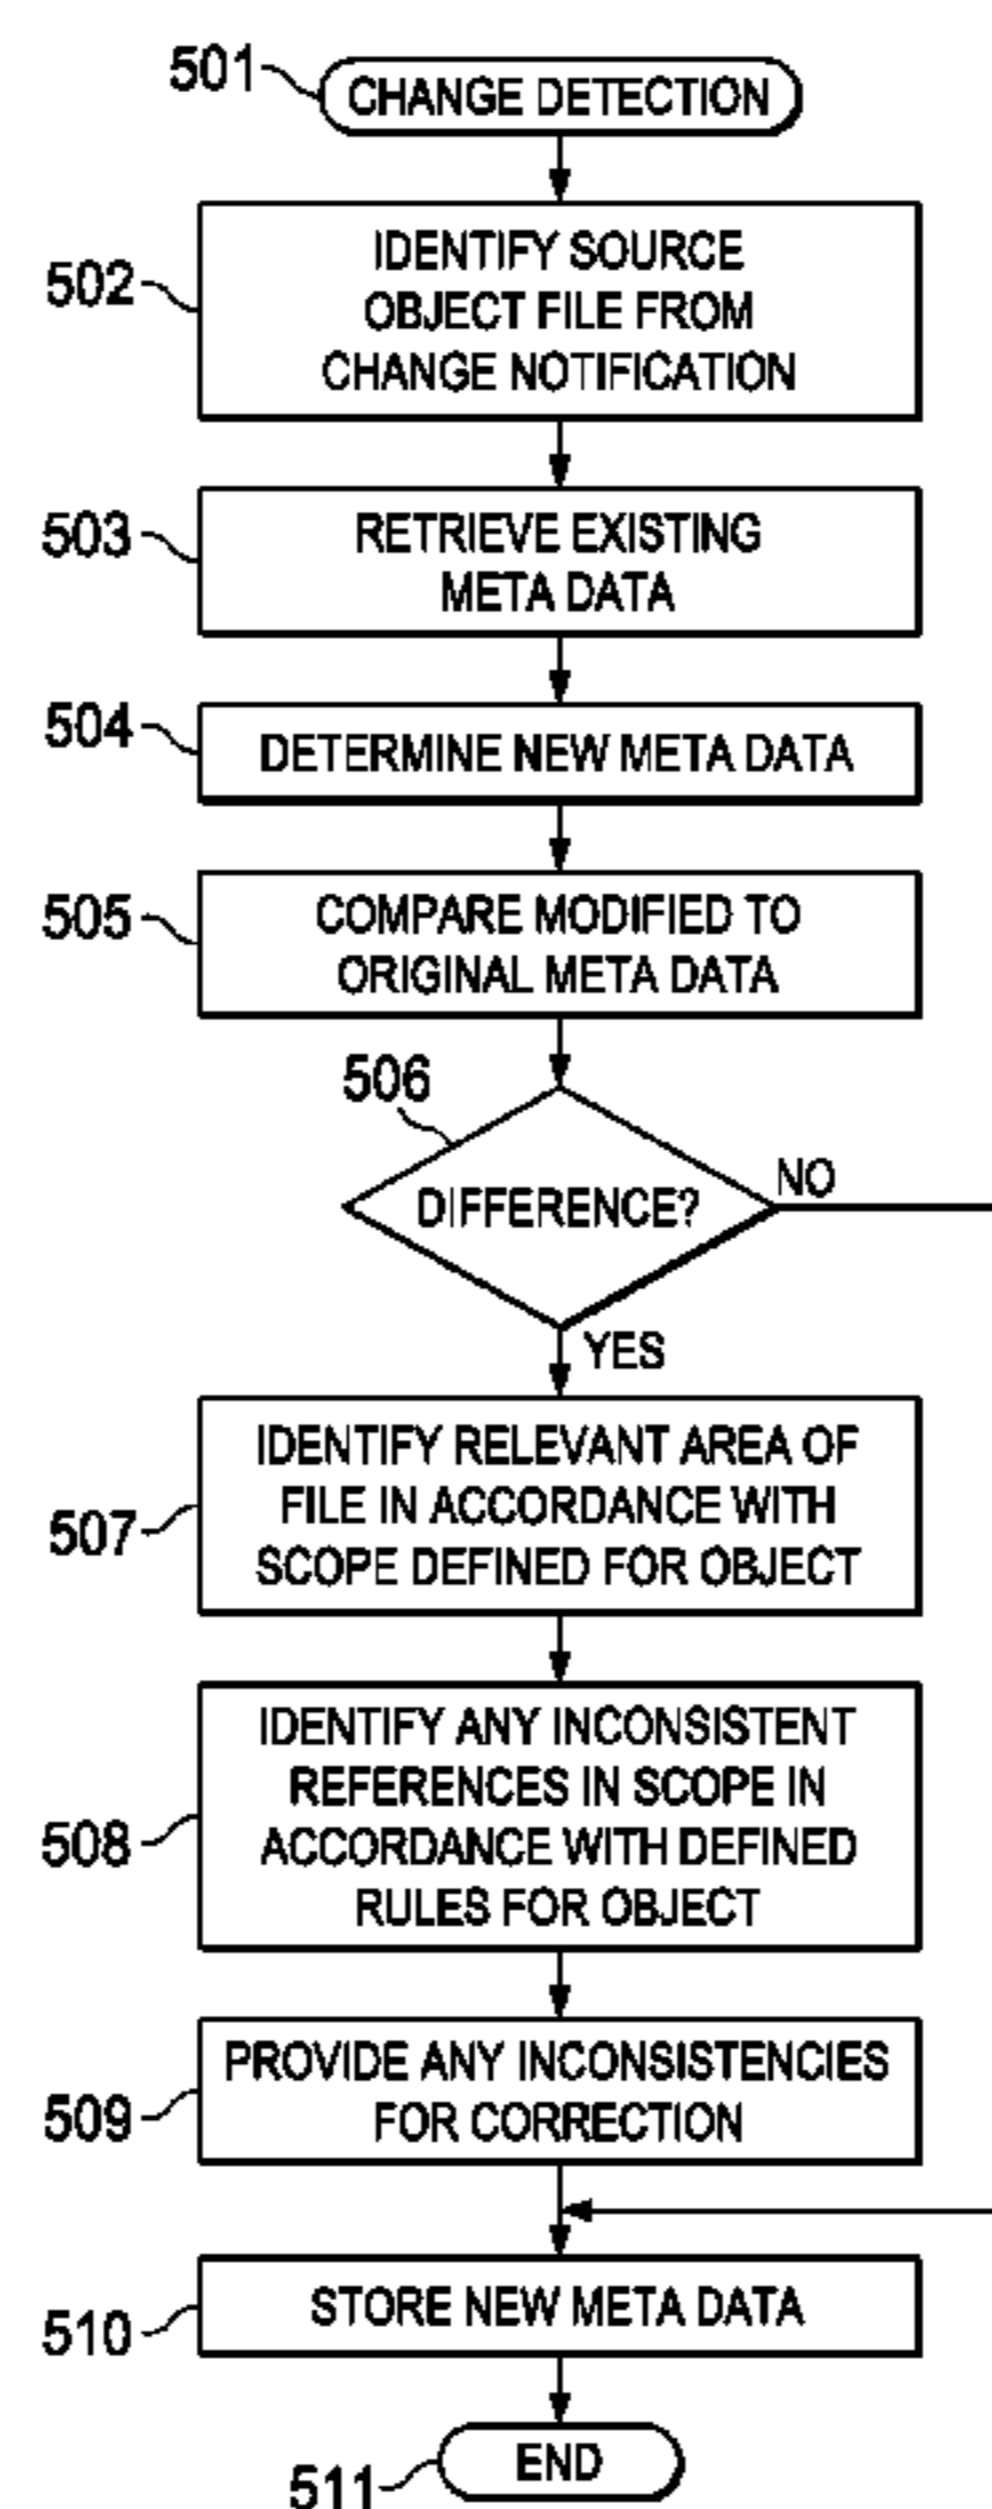 501
CHANGE DETECTION
502
IDENTIFY SOURCE
OBJECT FILE FROM
CHANGE NOTIFICATION
503
RETRIEVE EXISTING
META DATA
504
DETERMINE NEW META DATA
505
COMPARE MODIFIED TO
ORIGINAL META DATA
506
DIFFERENCE?
NO
YES
507
IDENTIFY RELEVANT AREA OF
FILE IN ACCORDANCE WITH
SCOPE DEFINED FOR OBJECT
508
IDENTIFY ANY INCONSISTENT
REFERENCES IN SCOPE IN
ACCORDANCE WITH DEFINED
RULES FOR OBJECT
509
PROVIDE ANY INCONSISTENCIES
FOR CORRECTION
510
STORE NEW META DATA
511
END